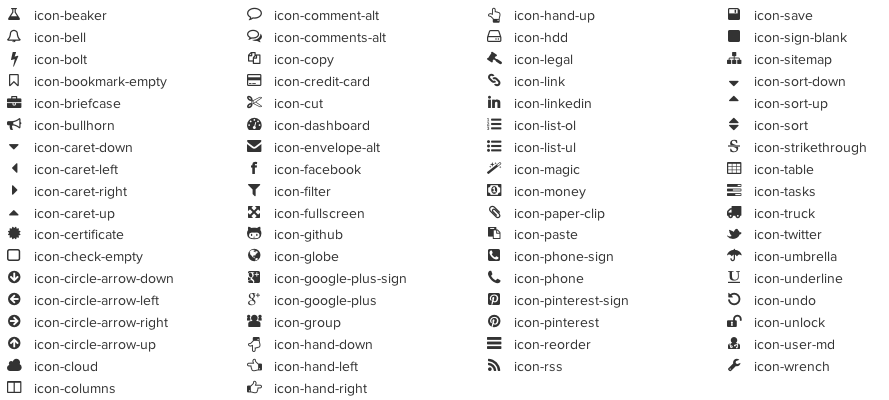 icon-beaker
icon-bell
icon-bolt
icon-bookmark-empty
icon-briefcase
icon-bullhorn
icon-caret-down
icon-caret-left
icon-caret-right
icon-caret-up
icon-certificate
icon-check-empty
icon-circle-arrow-down
icon-circle-arrow-left
icon-circle-arrow-right
icon-circle-arrow-up
icon-cloud
icon-columns
icon-comment-alt
icon-comments-alt
icon-copy
icon-credit-card
icon-cut
icon-dashboard
icon-envelope-alt
icon-facebook
icon-filter
icon-fullscreen
icon-github
icon-globe
icon-google-plus-sign
icon-google-plus
icon-group
icon-hand-down
icon-hand-left
icon-hand-right
icon-hand-up
icon-hdd
icon-legal
icon-link
icon-linkedin
icon-list-ol
icon-list-ul
icon-magic
icon-money
icon-paper-clip
icon-paste
icon-phone-sign
icon-phone
icon-pinterest-sign
icon-pinterest
icon-reorder
icon-rss
icon-save
icon-sign-blank
icon-sitemap
icon-sort-down
icon-sort-up
icon-sort
icon-strikethrough
icon-table
icon-tasks
icon-truck
icon-twitter
icon-umbrella
icon-underline
icon-undo
icon-unlock
icon-user-md
icon-wrench